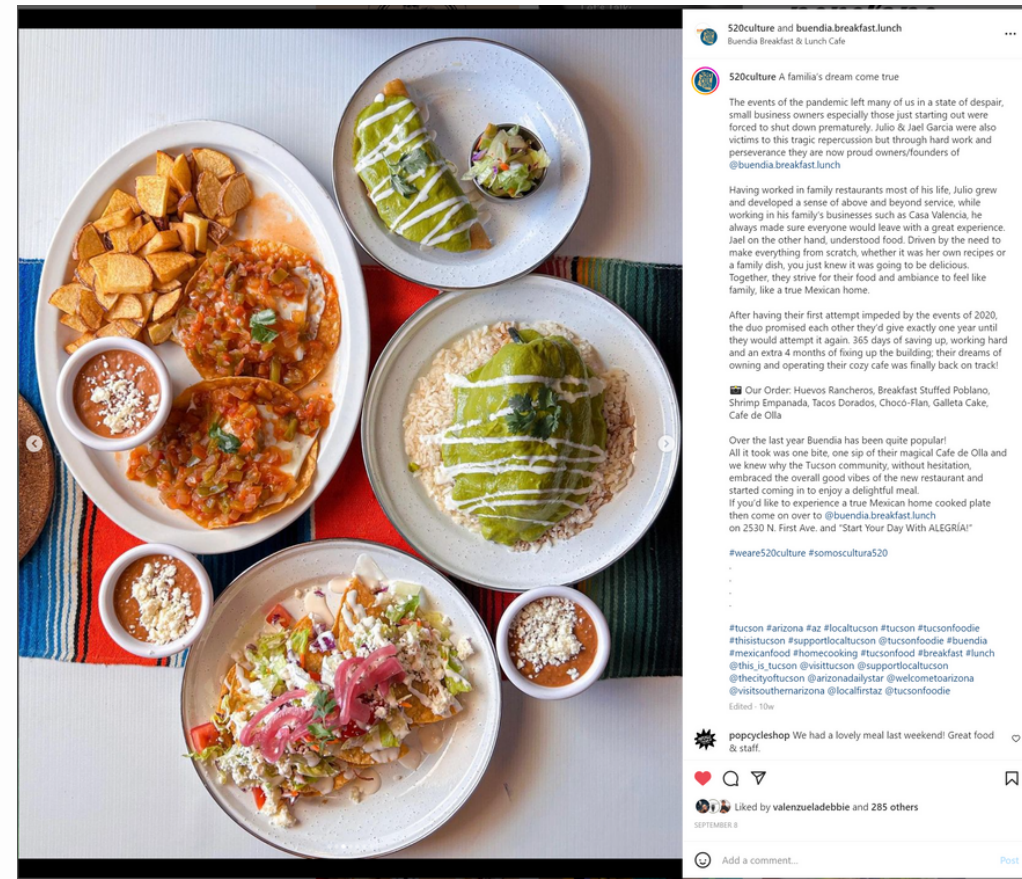 520culture and buendia.breakfast.lunch
Buendia Breakfast & Lunch Cafe
520culture A familia's dream come true
The events of the pandemic left many of us in a state of despair,
small business owners especially those just starting out were
forced to shut down prematurely. Julio & Jael Garcia were also
victims to this tragic repercussion but through hard work and
perseverance they are now proud owners/founders of
@buendia.breakfast.lunch
Having worked in family restaurants most of his life, Julio grew
and developed a sense of above and beyond service, while
working in his family's businesses such as Casa Valencia, he
always made sure everyone would leave with a great experience.
Jael on the other hand, understood food. Driven by the need to
make everything from scratch, whether it was her own recipes or
a family dish, you just knew it was going to be delicious.
Together, they strive for their food and ambiance to feel like
family, like a true Mexican home.
After having their first attempt impeded by the events of 2020,
the duo promised each other they'd give exactly one year until
they would attempt it again. 365 days of saving up, working hard
and an extra 4 months of fixing up the building; their dreams of
owning and operating their cozy cafe was finally back on track!
📸 Our Order: Huevos Rancheros, Breakfast Stuffed Poblano,
Shrimp Empanada, Tacos Dorados, Chocó-Flan, Galleta Cake,
Cafe de Olla
Over the last year Buendia has been quite popular!
All it took was one bite, one sip of their magical Cafe de Olla and
we knew why the Tucson community, without hesitation,
embraced the overall good vibes of the new restaurant and
started coming in to enjoy a delightful meal.
If you'd like to experience a true Mexican home cooked plate
then come on over to @buendia.breakfast.lunch
on 2530 N. First Ave. and "Start Your Day With ALEGRÍA!"
#weare520culture #somoscultura520
.
.
.
.
#tucson #arizona #az #localtucson #tucson #tucsonfoodie
#thisistucson #supportlocaltucson @tucsonfoodie #buendia
#mexicanfood #homecooking #tucsonfood #breakfast #lunch
@this_is_tucson @visittucson @supportlocaltucson
@thecityoftucson @arizonadailystar @welcometoarizona
@visitsouthernarizona @localfirstaz @tucsonfoodie
Edited · 10w
popcycleshop We had a lovely meal last weekend! Great food
& staff.
Liked by valenzueladebbie and 285 others
SEPTEMBER 8
Add a comment...
Post